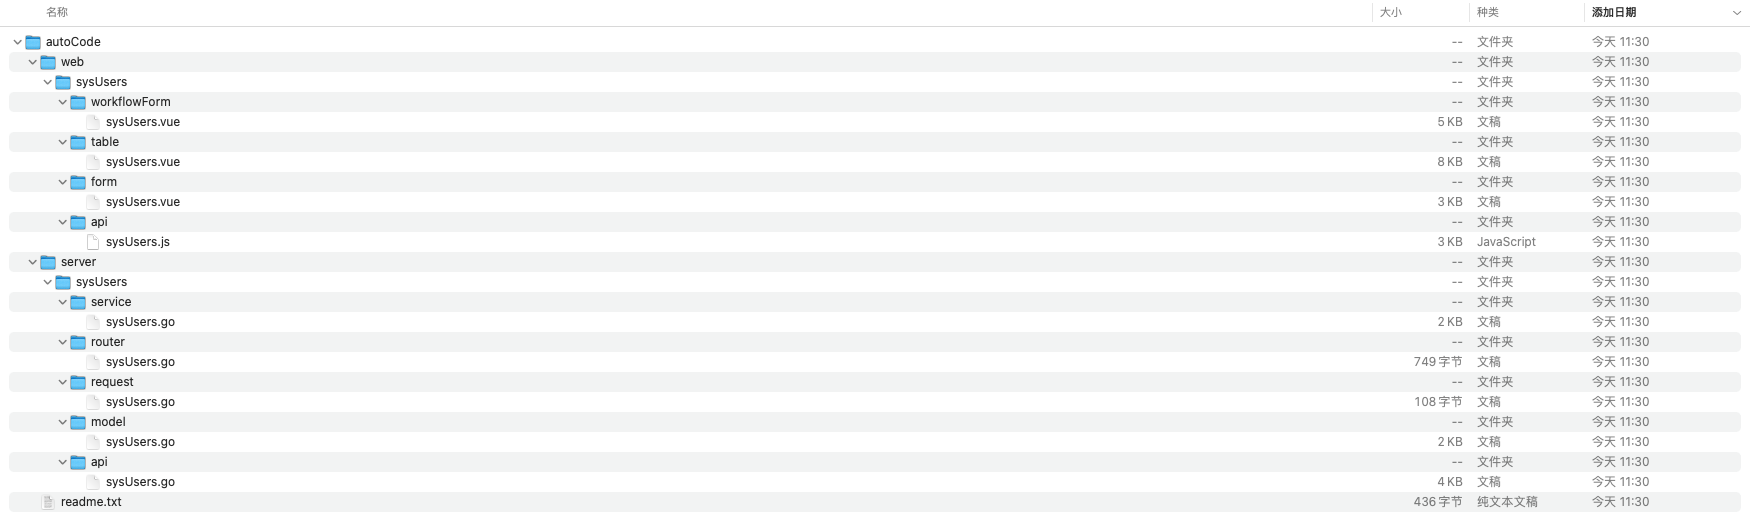 名称 大小 种类 添加日期
autoCode -- 文件夹 今天 11:30
web -- 文件夹 今天 11:30
sysUsers -- 文件夹 今天 11:30
workflowForm -- 文件夹 今天 11:30
sysUsers.vue 5 KB 文稿 今天 11:30
table -- 文件夹 今天 11:30
sysUsers.vue 8 KB 文稿 今天 11:30
form -- 文件夹 今天 11:30
sysUsers.vue 3 KB 文稿 今天 11:30
api -- 文件夹 今天 11:30
sysUsers.js 3 KB JavaScript 今天 11:30
server -- 文件夹 今天 11:30
sysUsers -- 文件夹 今天 11:30
service -- 文件夹 今天 11:30
sysUsers.go 2 KB 文稿 今天 11:30
router -- 文件夹 今天 11:30
sysUsers.go 749 字节 文稿 今天 11:30
request -- 文件夹 今天 11:30
sysUsers.go 108 字节 文稿 今天 11:30
model -- 文件夹 今天 11:30
sysUsers.go 2 KB 文稿 今天 11:30
api -- 文件夹 今天 11:30
sysUsers.go 4 KB 文稿 今天 11:30
readme.txt 436 字节 纯文本文稿 今天 11:30